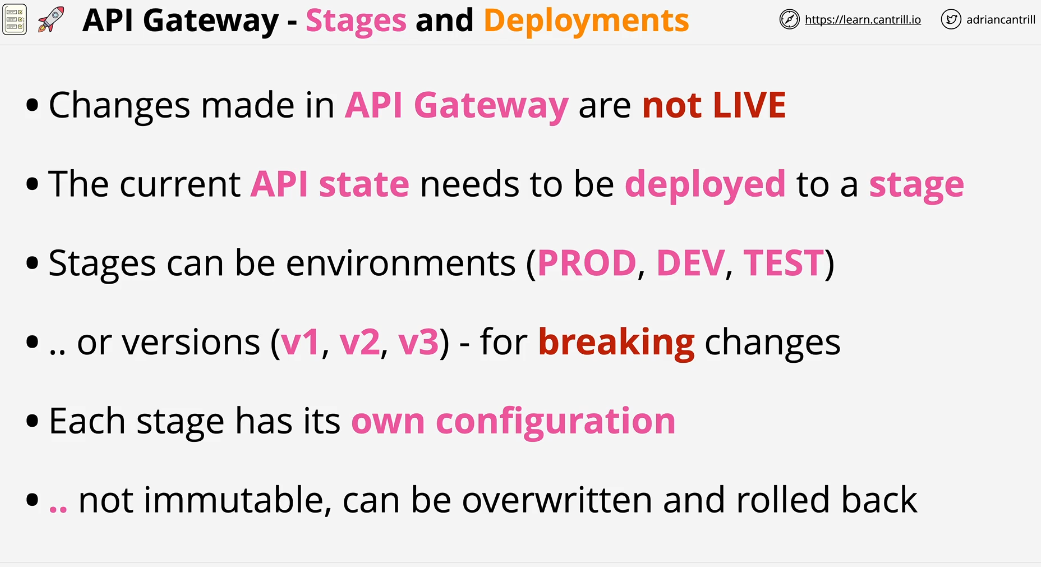 API Gateway - Stages and Deployments
https://learn.cantrill.io
adriancantrill
• Changes made in API Gateway are not LIVE
• The current API state needs to be deployed to a stage
• Stages can be environments (PROD, DEV, TEST)
• .. or versions (v1, v2, v3) - for breaking changes
• Each stage has its own configuration
• .. not immutable, can be overwritten and rolled back